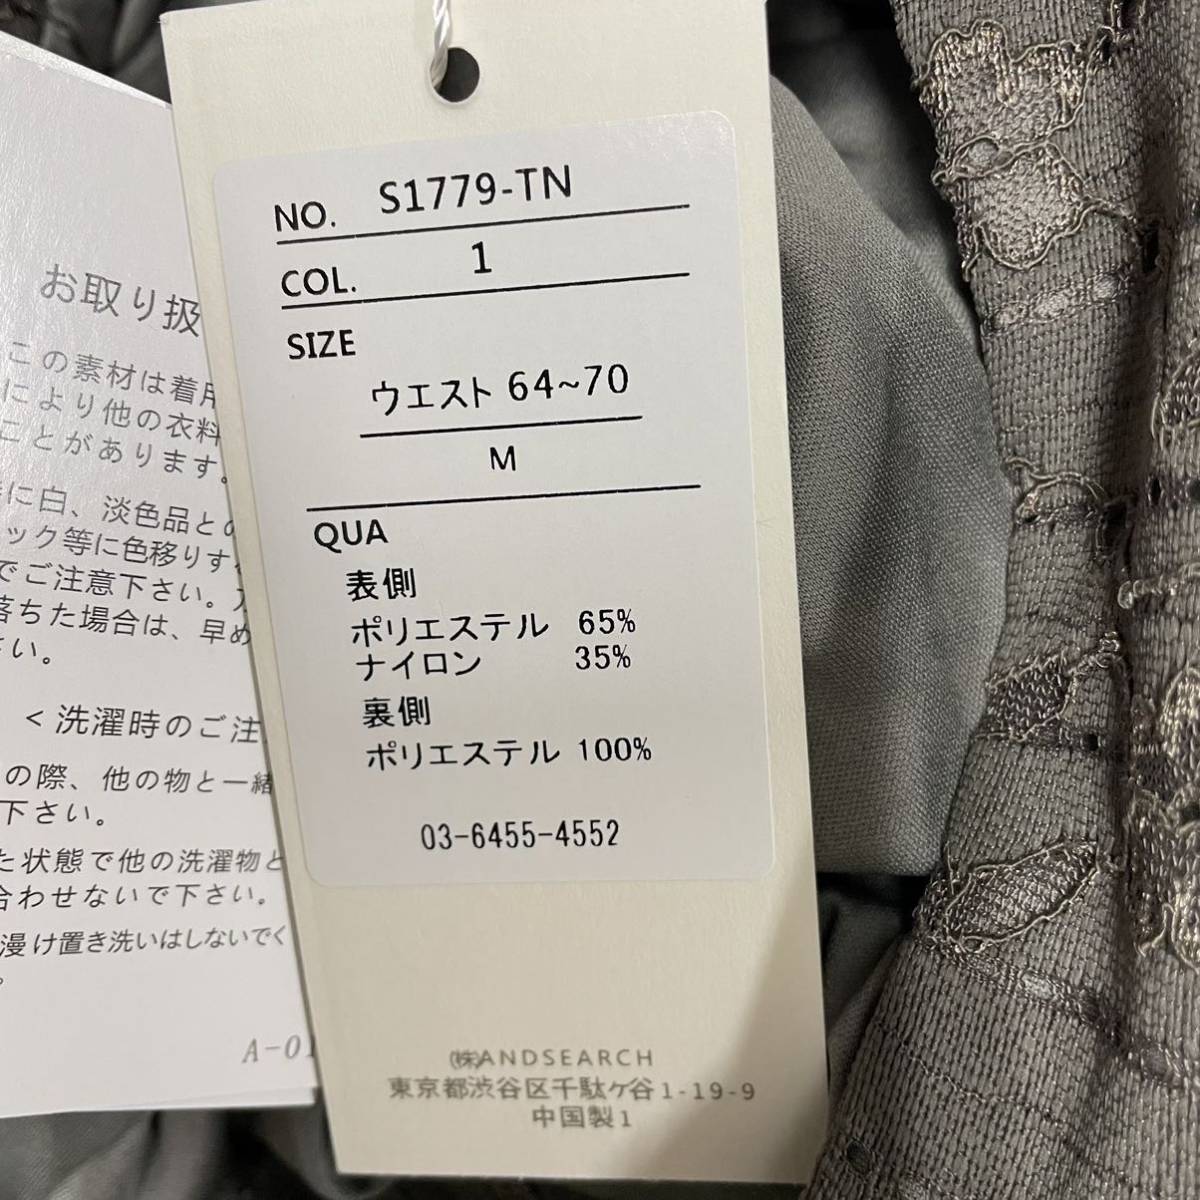 NO. S1779-TN
COL. 1
SIZE
ウエスト 64~70
M
QUA
表側
ポリエステル 65%
ナイロン 35%
裏側
ポリエステル 100%
03-6455-4552
(株)ANDSEARCH
東京都渋谷区千駄ヶ谷1-19-9
中国製1
お取り扱
この素材は着用
により他の衣料
ことがあります。
に白、淡色品との
ック等に色移りす
でご注意下さい。
落ちた場合は、早め
さい。
<洗濯時のご注
の際、他の物と一緒
下さい。
た状態で他の洗濯物と
合わせないで下さい。
浸け置き洗いはしないでく
。
A-01